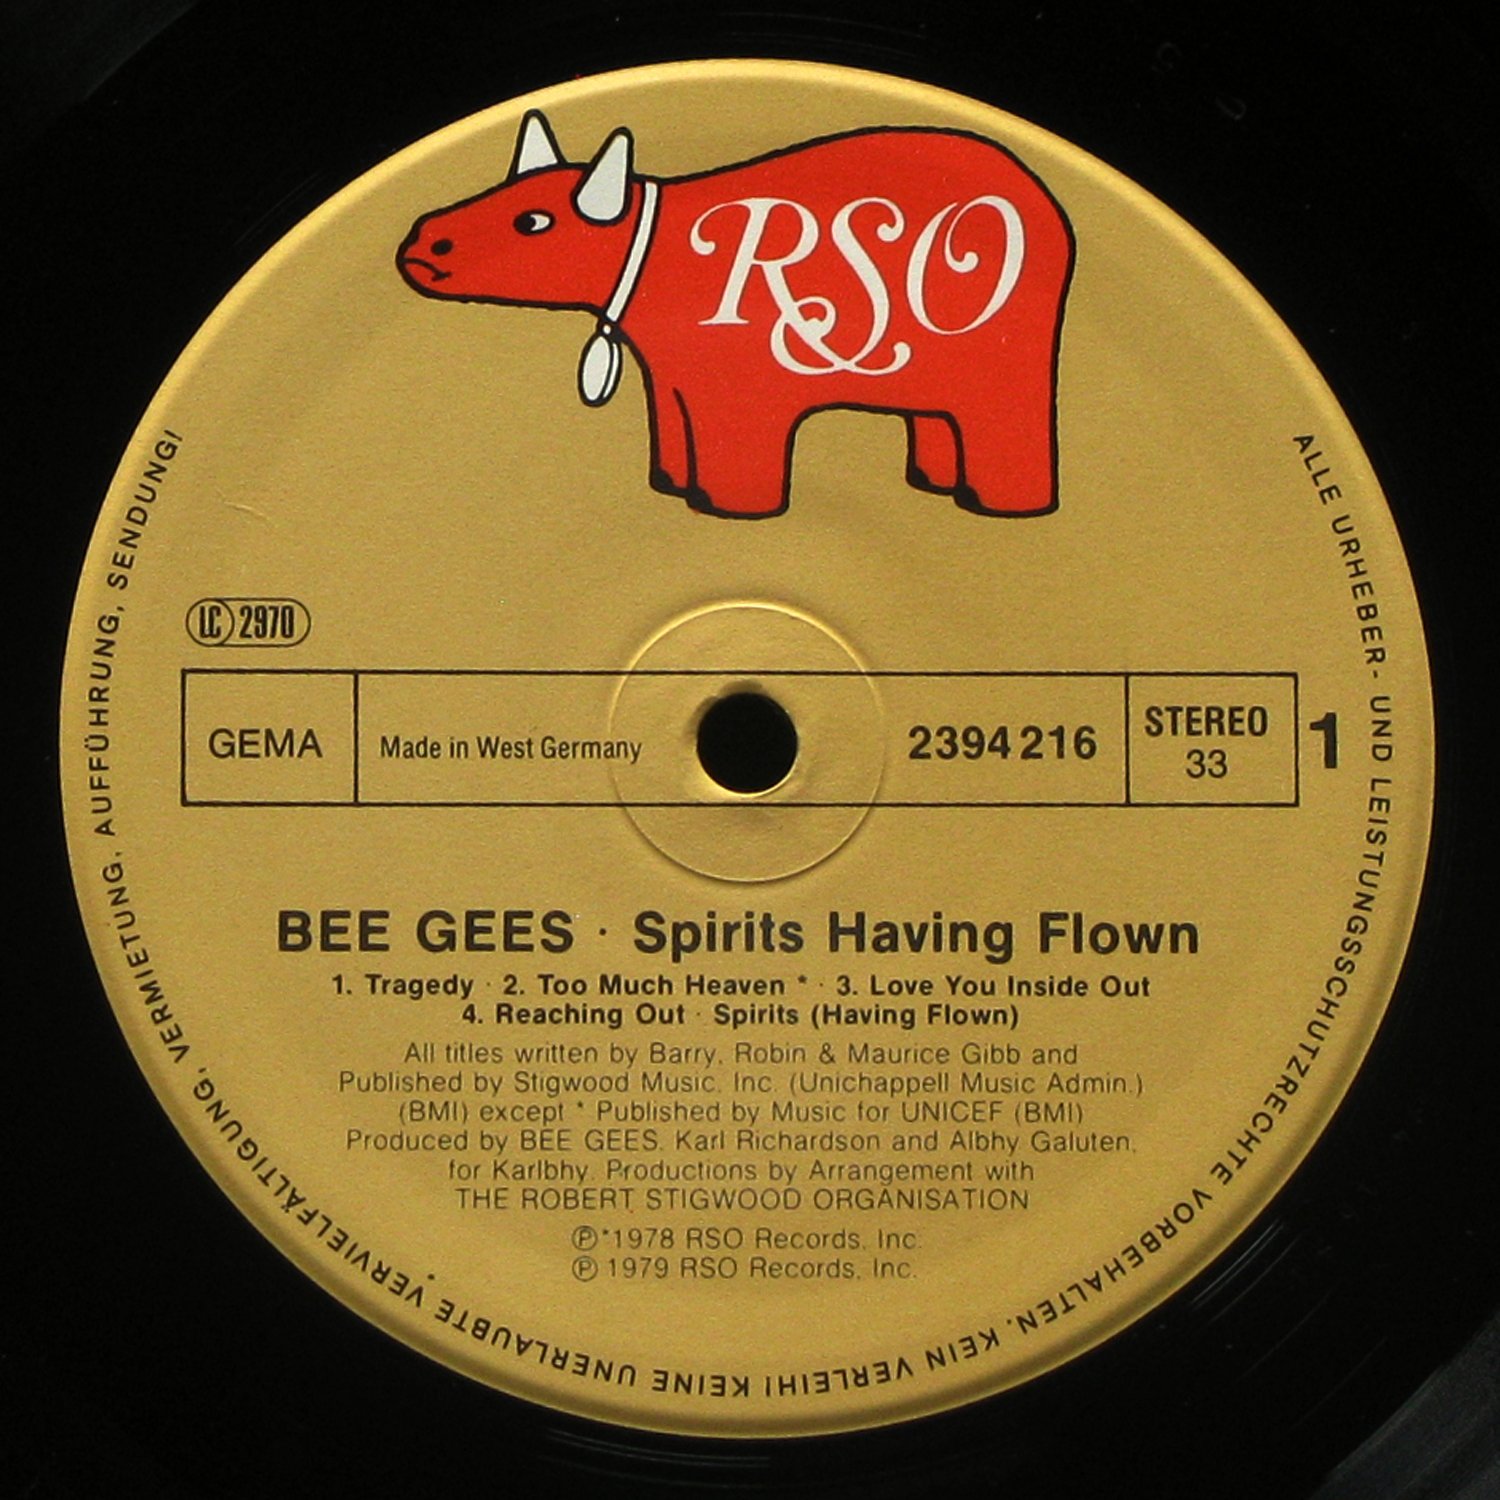 RSO
LC 2970
GEMA
Made in West Germany
2394 216
STEREO
33
1
BEE GEES · Spirits Having Flown
1. Tragedy · 2. Too Much Heaven * · 3. Love You Inside Out
4. Reaching Out · Spirits (Having Flown)
All titles written by Barry, Robin & Maurice Gibb and
Published by Stigwood Music, Inc. (Unichappell Music Admin.)
(BMI) except * Published by Music for UNICEF (BMI)
Produced by BEE GEES, Karl Richardson and Albhy Galuten,
for Karlbhy. Productions by Arrangement with
THE ROBERT STIGWOOD ORGANISATION
℗*1978 RSO Records, Inc.
℗ 1979 RSO Records, Inc.
ALLE URHEBER- UND LEISTUNGSSCHUTZRECHTE VORBEHALTEN. KEIN VERLEIH! KEINE UNERLAUBTE VERVIELFÄLTIGUNG, VERMIETUNG, AUFFÜHRUNG, SENDUNG!